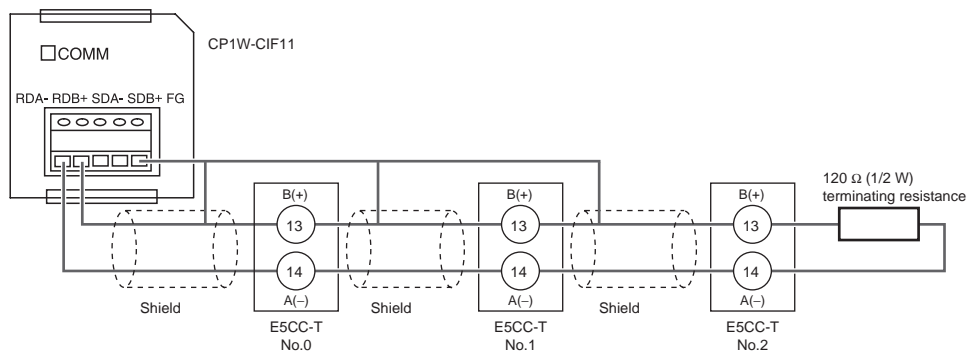 CP1W-CIF11
COMM
RDA- RDB+ SDA- SDB+ FG
120 Ω (1/2 W)
terminating resistance
B(+)
B(+)
B(+)
13
13
13
14
14
14
A(−)
A(−)
A(−)
Shield
Shield
Shield
E5CC-T
No.0
E5CC-T
No.1
E5CC-T
No.2